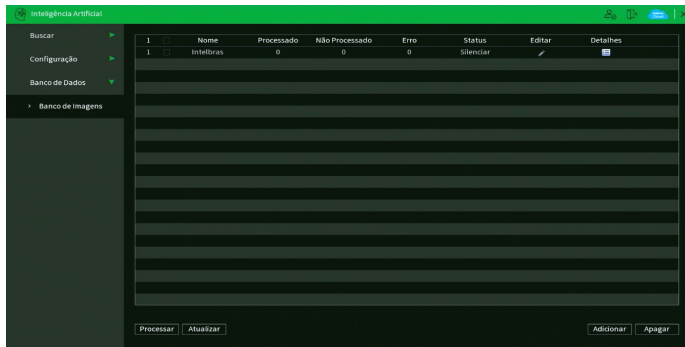 Inteligência Artificial
Buscar
Configuração
Banco de Dados
Banco de Imagens
1 Nome Processado Não Processado Erro Status Editar Detalhes
1 Intelbras 0 0 0 Silenciar
Processar Atualizar Adicionar Apagar